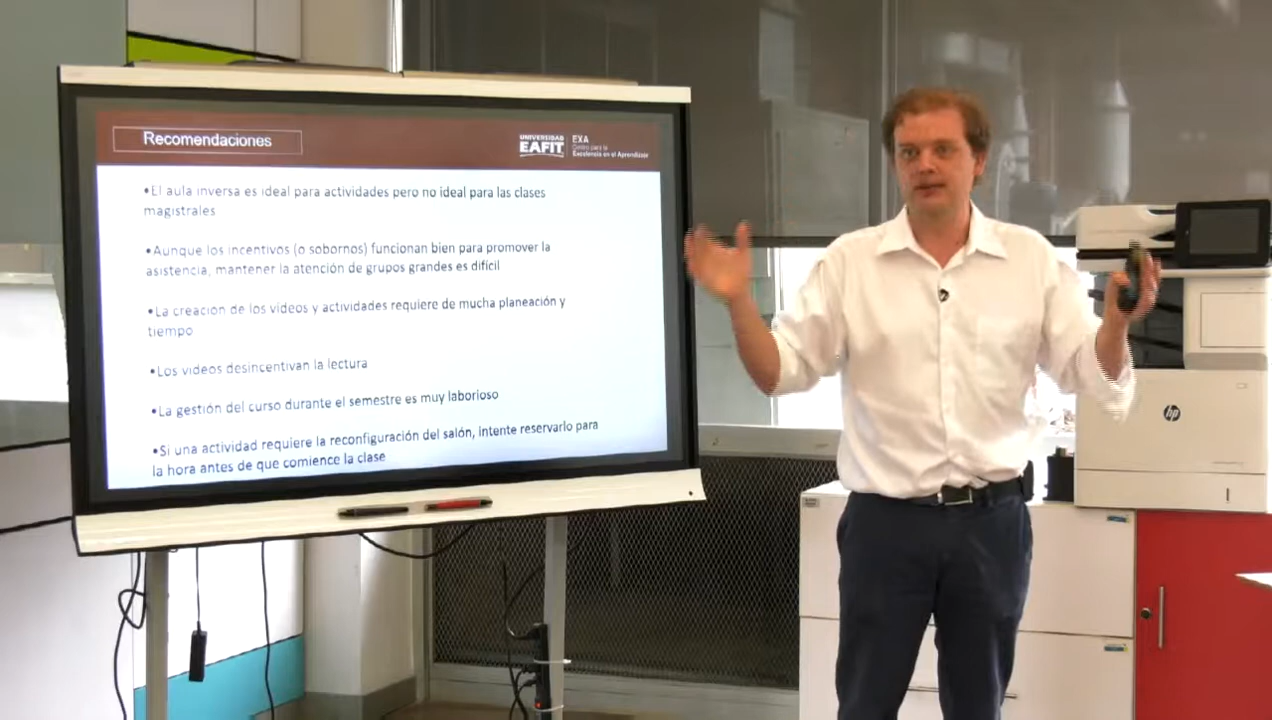 Recomendaciones
UNIVERSIDAD
EAFIT
EXA
Centro para la
Excelencia en el Aprendizaje
•El aula inversa es ideal para actividades pero no ideal para las clases
magistrales
•Aunque los incentivos (o sobornos) funcionan bien para promover la
asistencia, mantener la atención de grupos grandes es difícil
•La creación de los vídeos y actividades requiere de mucha planeación y
tiempo
•Los videos desincentivan la lectura
•La gestión del curso durante el semestre es muy laborioso
•Si una actividad requiere la reconfiguración del salón, intente reservarlo para
la hora antes de que comience la clase
hp